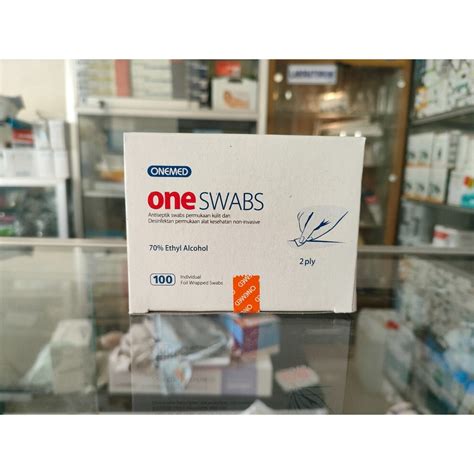 ONEMED
oneSWABS
Antiseptik swabs permukaan kulit dan
Desinfektan permukaan alat kesehatan non-invasive
70% Ethyl Alcohol
2 ply
100 Individual
Foil Wrapped Swabs
ONEMED